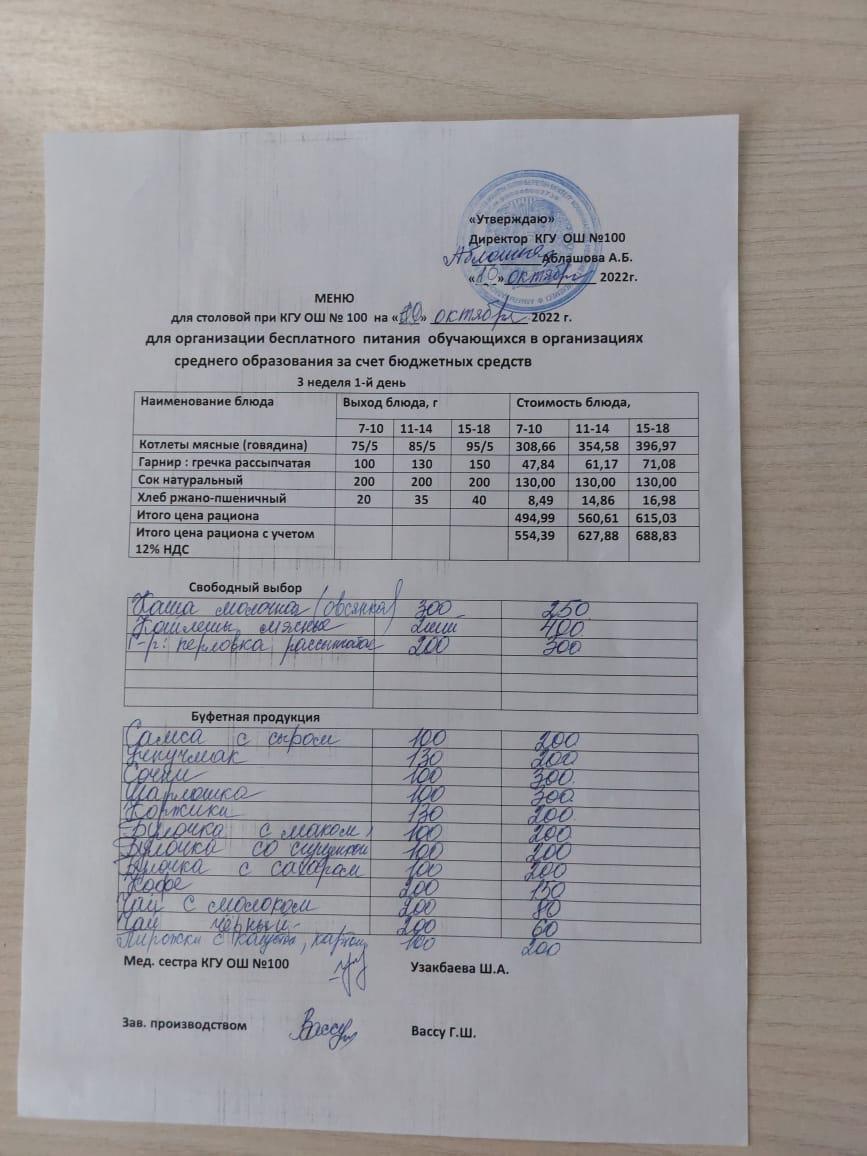 «Утверждаю»
Директор КГУ ОШ №100
Аблашова А.Б.
«10» октября 2022г.
МЕНЮ
для столовой при КГУ ОШ № 100 на «10» октября 2022 г.
для организации бесплатного питания обучающихся в организациях
среднего образования за счет бюджетных средств
3 неделя 1-й день
Наименование блюда Выход блюда, г Стоимость блюда,
7-10 11-14 15-18 7-10 11-14 15-18
Котлеты мясные (говядина) 75/5 85/5 95/5 308,66 354,58 396,97
Гарнир : гречка рассыпчатая 100 130 150 47,84 61,17 71,08
Сок натуральный 200 200 200 130,00 130,00 130,00
Хлеб ржано-пшеничный 20 35 40 8,49 14,86 16,98
Итого цена рациона 494,99 560,61 615,03
Итого цена рациона с учетом 554,39 627,88 688,83
12% НДС
Свободный выбор
Каша молочная (овсянка) 300 250
Котлеты мясные 2шт 400
Г-р: перловка рассыпчатая 200 300
Буфетная продукция
Самса с сыром 100 200
Учпучмак 130 200
Сочни 100 300
Шарлотка 100 300
Коржики 130 200
Булочка с маком 100 200
Булочка со сгущенкой 100 200
Булочка с сахаром 100 200
Кофе 200 150
Чай с молоком 200 80
Чай черный 200 60
Пирожки с капустой, картош 100 200
Мед. сестра КГУ ОШ №100 Узакбаева Ш.А.
Зав. производством Вассу Вассу Г.Ш.